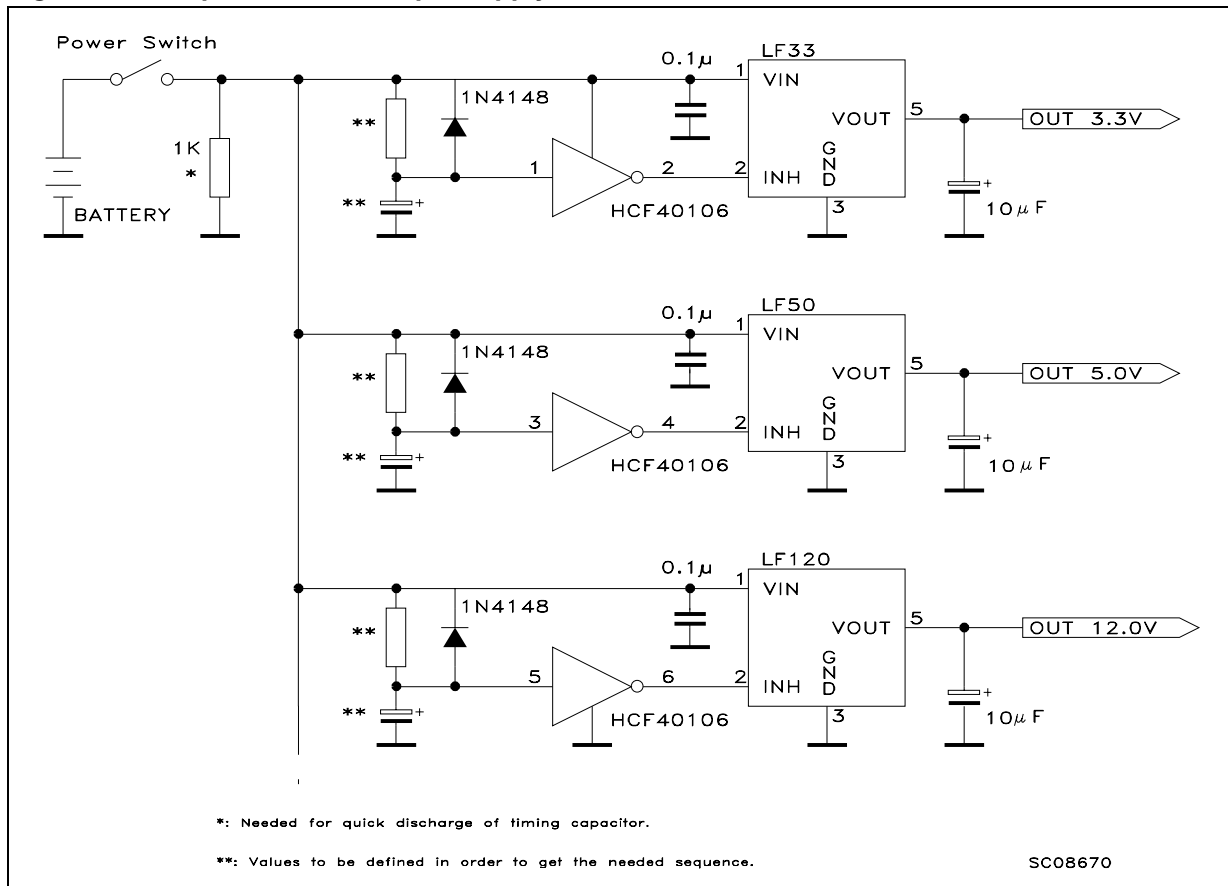 Power Switch
1K
*
BATTERY
**
**
1N4148
1
2
HCF40106
0.1µ
LF33
1
VIN
2
INH
VOUT
GND
3
5
10µF
+
+
OUT 3.3V
**
**
1N4148
3
4
HCF40106
0.1µ
LF50
1
VIN
2
INH
VOUT
GND
3
5
10µF
+
+
OUT 5.0V
**
**
1N4148
5
6
HCF40106
0.1µ
LF120
1
VIN
2
INH
VOUT
GND
3
5
10µF
+
+
OUT 12.0V
*: Needed for quick discharge of timing capacitor.
**: Values to be defined in order to get the needed sequence.
SC08670